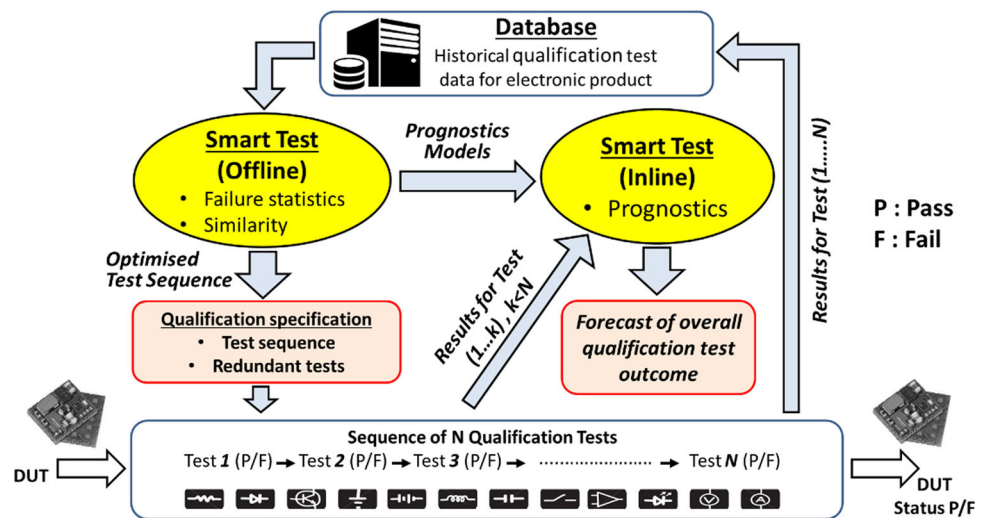 Database
Historical qualification test
data for electronic product
Smart Test
(Offline)
• Failure statistics
• Similarity
Prognostics
Models
Smart Test
(Inline)
• Prognostics
Results for Test (1.....N)
P : Pass
F : Fail
Optimised
Test Sequence
Qualification specification
• Test sequence
• Redundant tests
Results for Test
(1...k) , k<N
Forecast of overall
qualification test
outcome
DUT
Sequence of N Qualification Tests
Test 1 (P/F) → Test 2 (P/F) → Test 3 (P/F) → ........................... → Test N (P/F)
V A
DUT
Status P/F